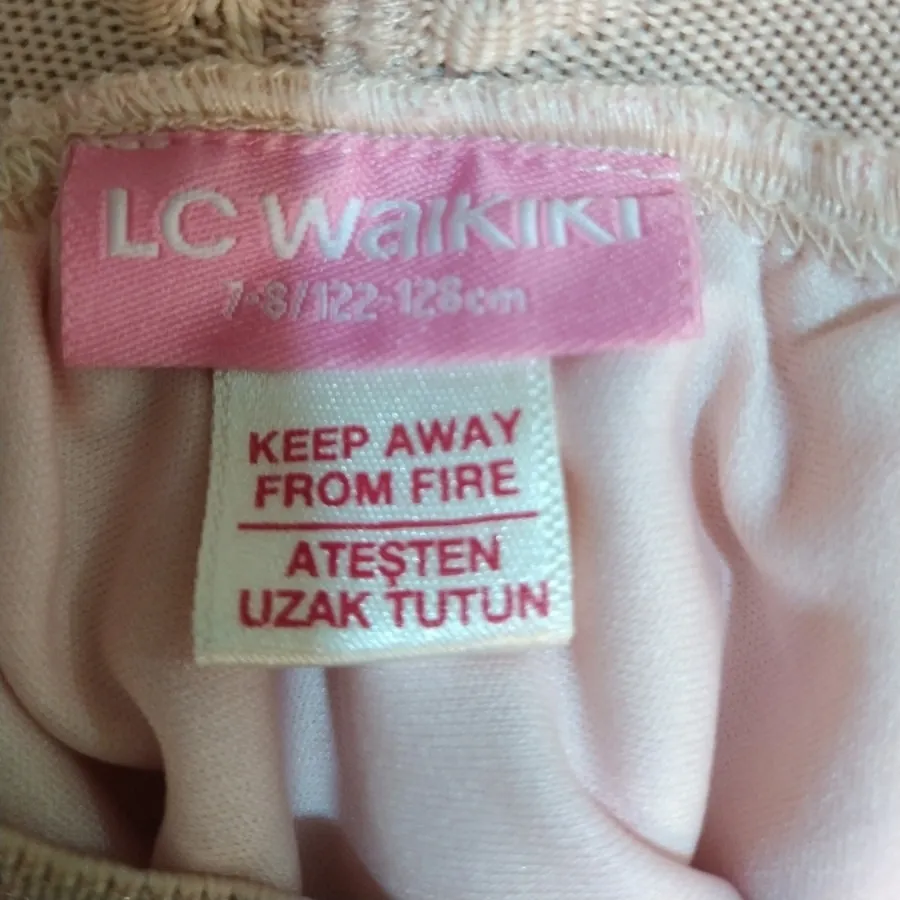 LC Waikiki
7-8/122-128cm
KEEP AWAY
FROM FIRE
ATEŞTEN
UZAK TUTUN